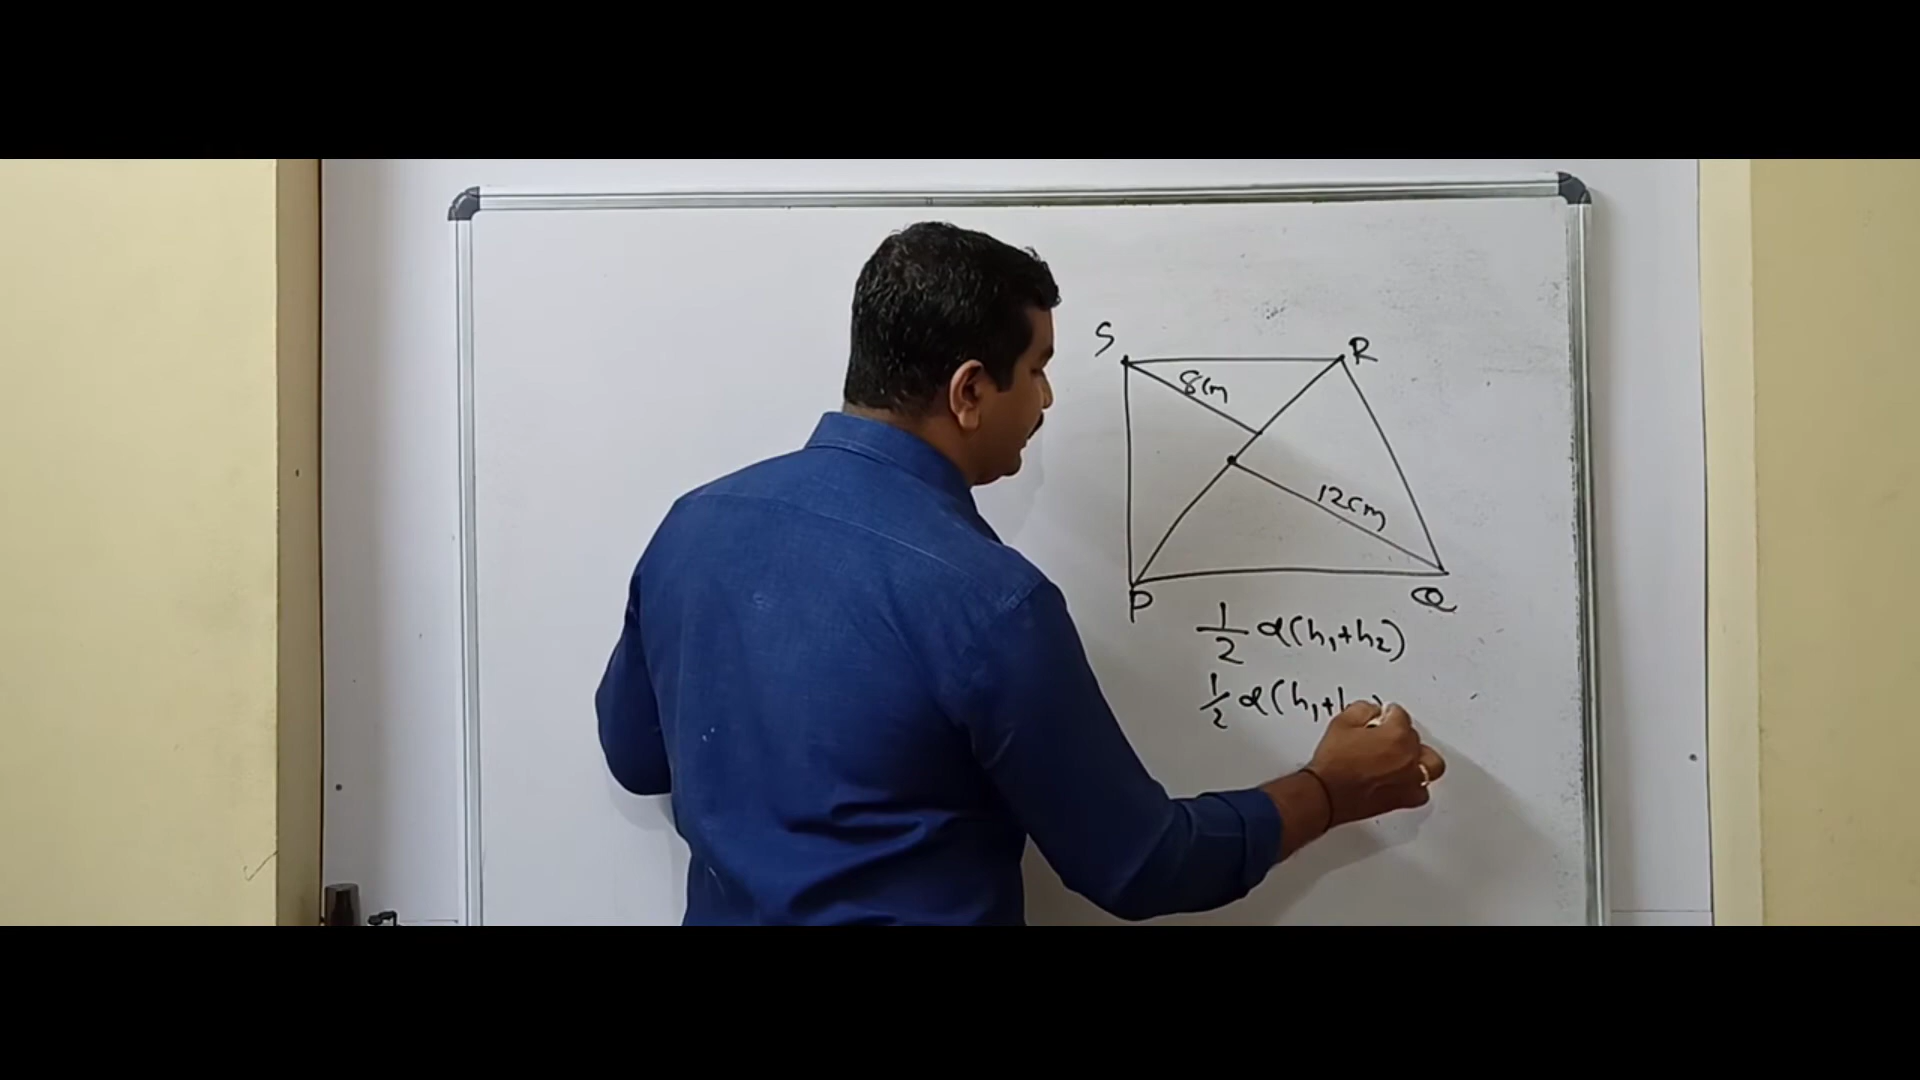 S
R
8cm
12cm
P
Q
1/2 d(h₁+h₂)
1/2 d(h₁+h